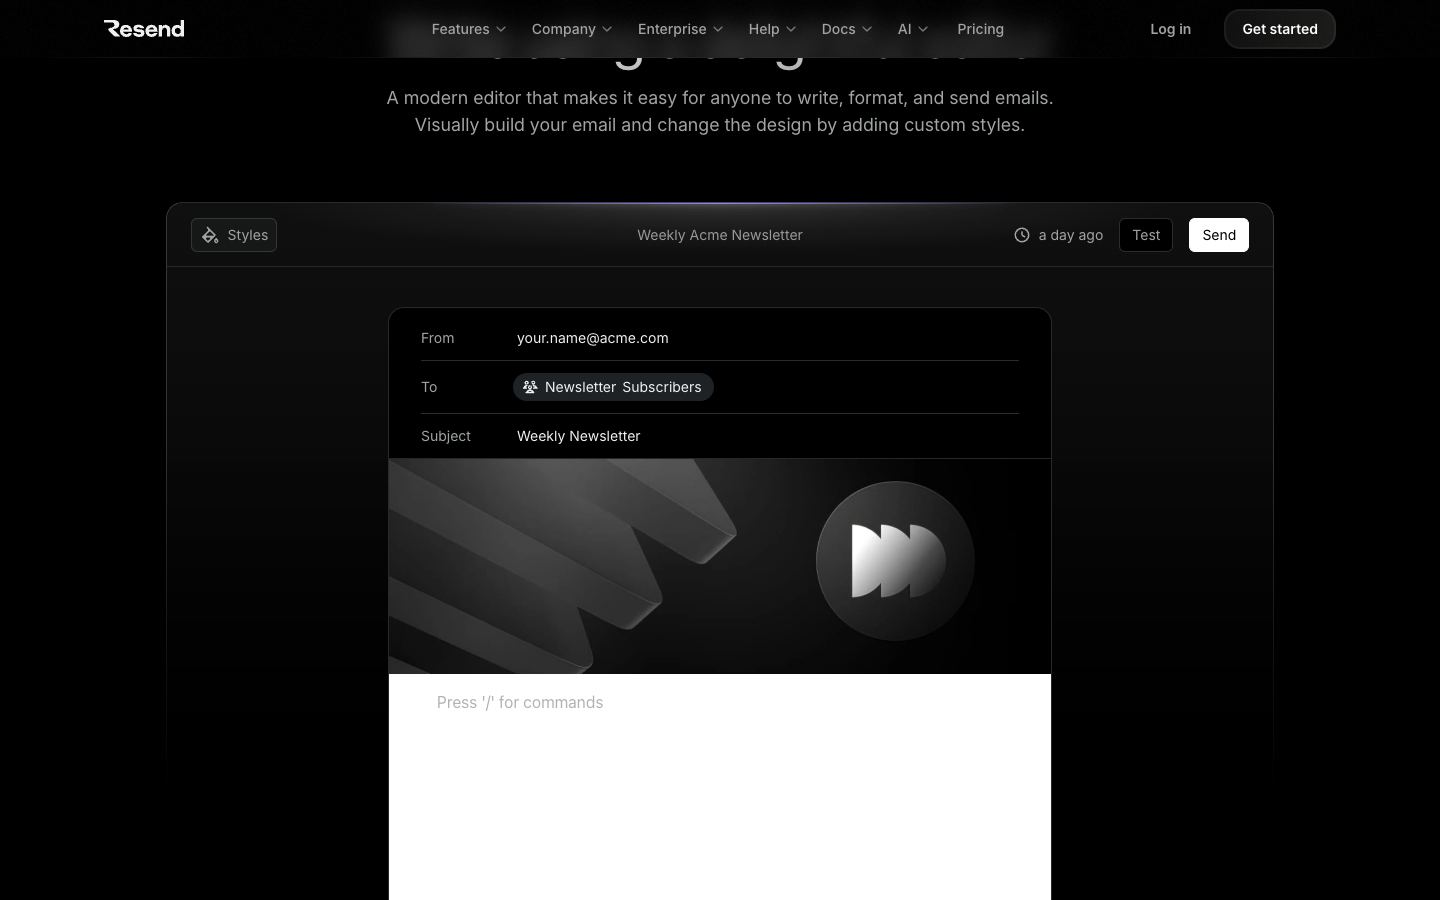 Resend
Features
Company
Enterprise
Help
Docs
AI
Pricing
Log in
Get started
A modern editor that makes it easy for anyone to write, format, and send emails.
Visually build your email and change the design by adding custom styles.
Styles
Weekly Acme Newsletter
a day ago
Test
Send
From
your.name@acme.com
To
Newsletter Subscribers
Subject
Weekly Newsletter
Press '/' for commands